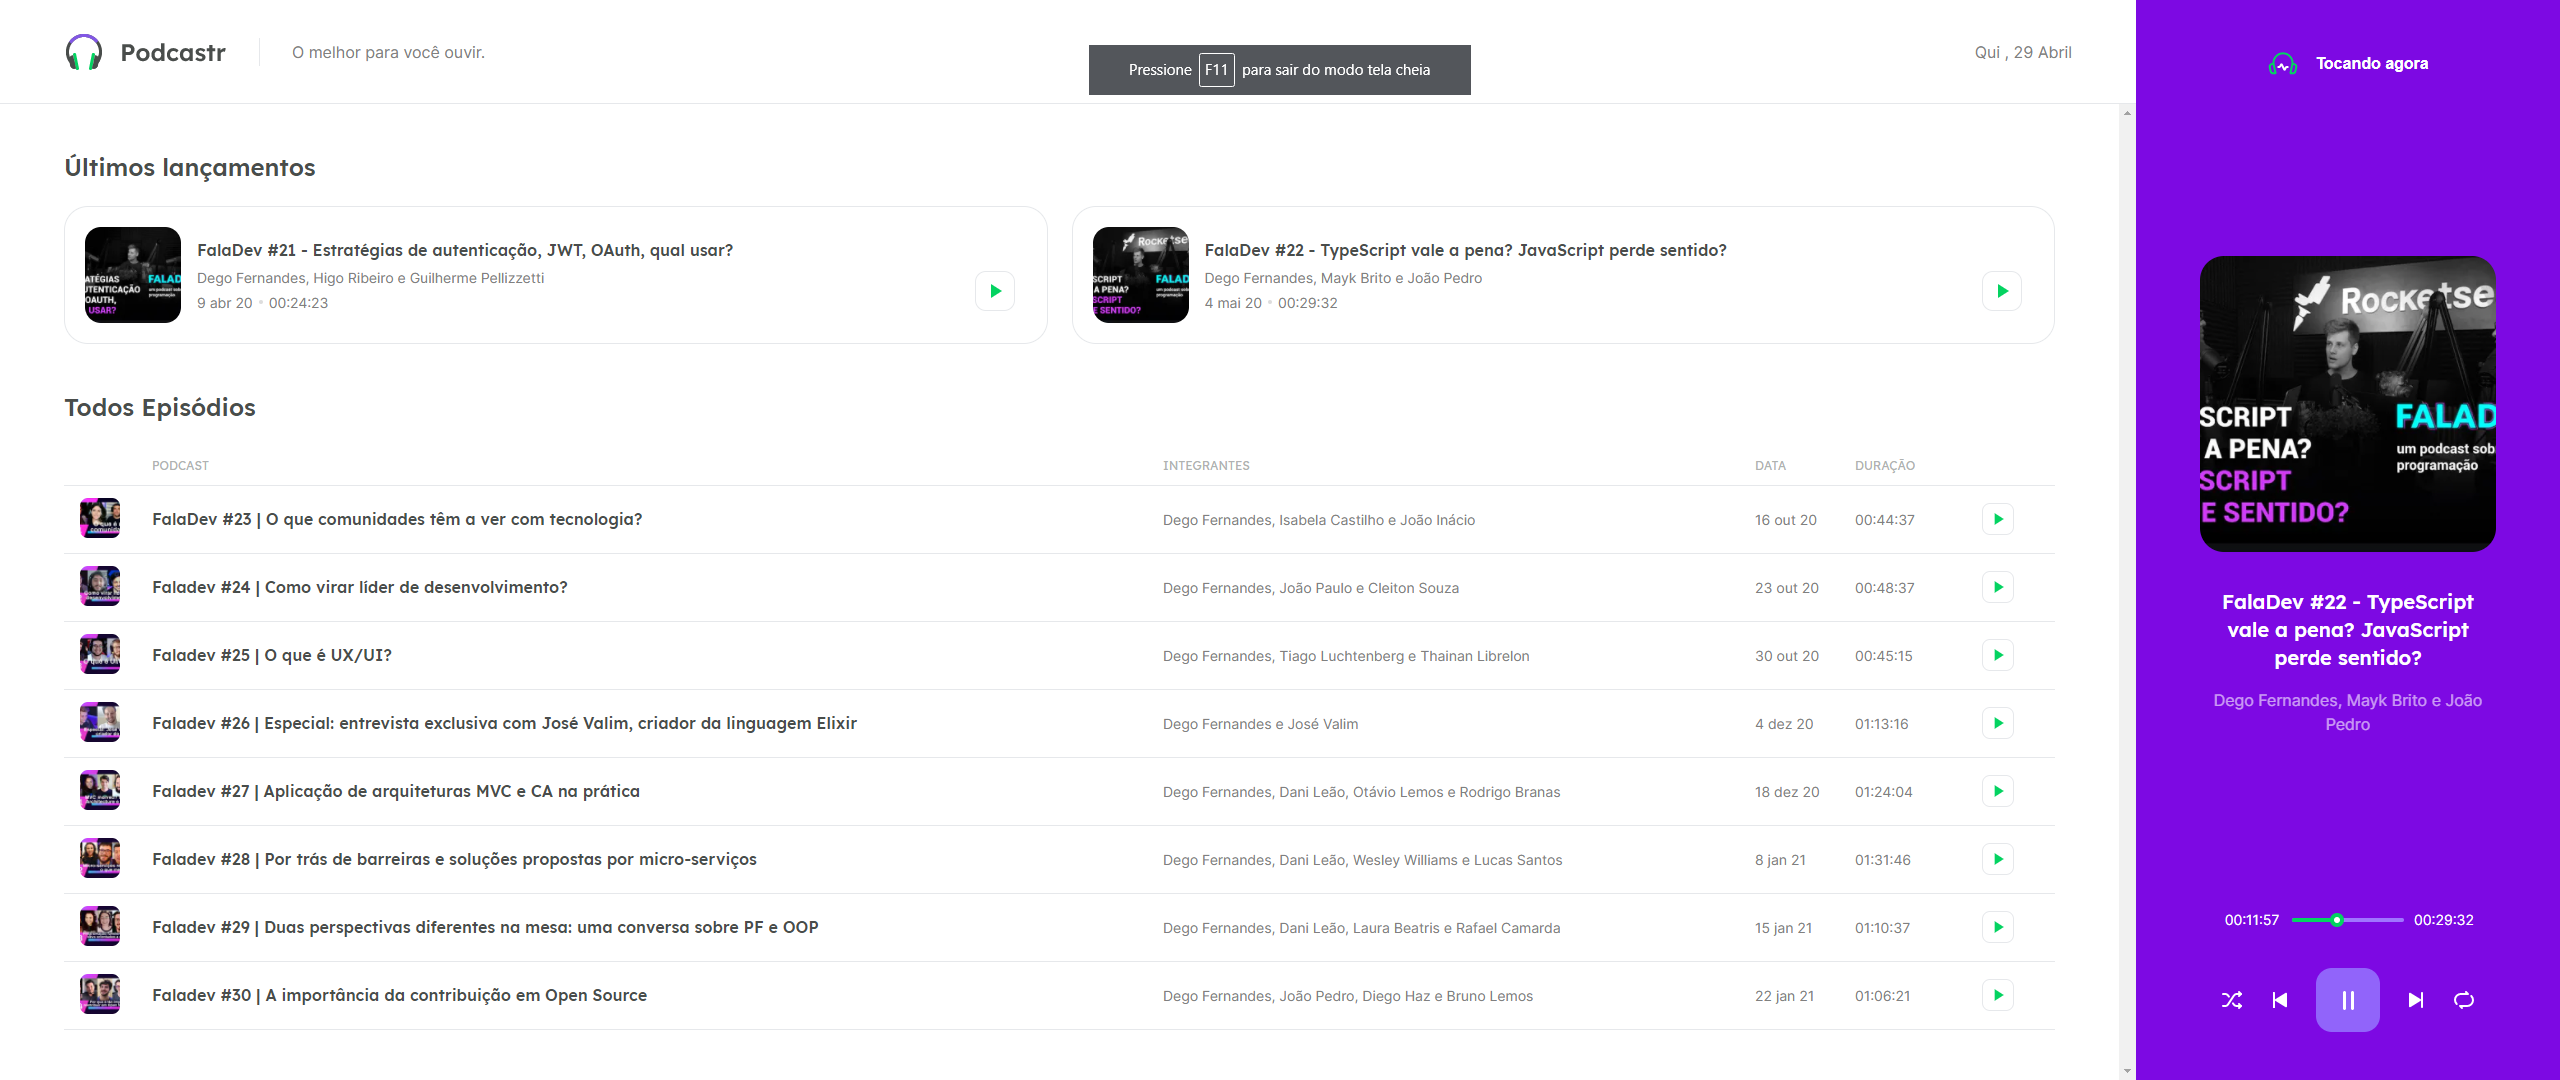 Podcastr
O melhor para você ouvir.
Pressione F11 para sair do modo tela cheia
Qui , 29 Abril
Tocando agora
Últimos lançamentos
FalaDev #21 - Estratégias de autenticação, JWT, OAuth, qual usar?
Dego Fernandes, Higo Ribeiro e Guilherme Pellizzetti
9 abr 20 • 00:24:23
FalaDev #22 - TypeScript vale a pena? JavaScript perde sentido?
Dego Fernandes, Mayk Brito e João Pedro
4 mai 20 • 00:29:32
Todos Episódios
PODCAST INTEGRANTES DATA DURAÇÃO
FalaDev #23 | O que comunidades têm a ver com tecnologia? Dego Fernandes, Isabela Castilho e João Inácio 16 out 20 00:44:37
Faladev #24 | Como virar líder de desenvolvimento? Dego Fernandes, João Paulo e Cleiton Souza 23 out 20 00:48:37
Faladev #25 | O que é UX/UI? Dego Fernandes, Tiago Luchtenberg e Thainan Librelon 30 out 20 00:45:15
Faladev #26 | Especial: entrevista exclusiva com José Valim, criador da linguagem Elixir Dego Fernandes e José Valim 4 dez 20 01:13:16
Faladev #27 | Aplicação de arquiteturas MVC e CA na prática Dego Fernandes, Dani Leão, Otávio Lemos e Rodrigo Branas 18 dez 20 01:24:04
Faladev #28 | Por trás de barreiras e soluções propostas por micro-serviços Dego Fernandes, Dani Leão, Wesley Williams e Lucas Santos 8 jan 21 01:31:46
Faladev #29 | Duas perspectivas diferentes na mesa: uma conversa sobre PF e OOP Dego Fernandes, Dani Leão, Laura Beatris e Rafael Camarda 15 jan 21 01:10:37
Faladev #30 | A importância da contribuição em Open Source Dego Fernandes, João Pedro, Diego Haz e Bruno Lemos 22 jan 21 01:06:21
Rocketse
SCRIPT
A PENA?
SCRIPT
E SENTIDO?
FALAD
um podcast sob
programação
FalaDev #22 - TypeScript
vale a pena? JavaScript
perde sentido?
Dego Fernandes, Mayk Brito e João
Pedro
00:11:57 00:29:32